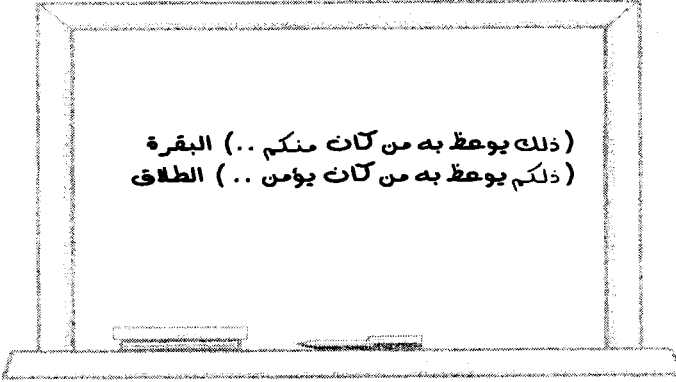 (ذلك يوعظ به من كان منكم ..) البقرة
(ذلكم يوعظ به من كان يؤمن ..) الطلاق